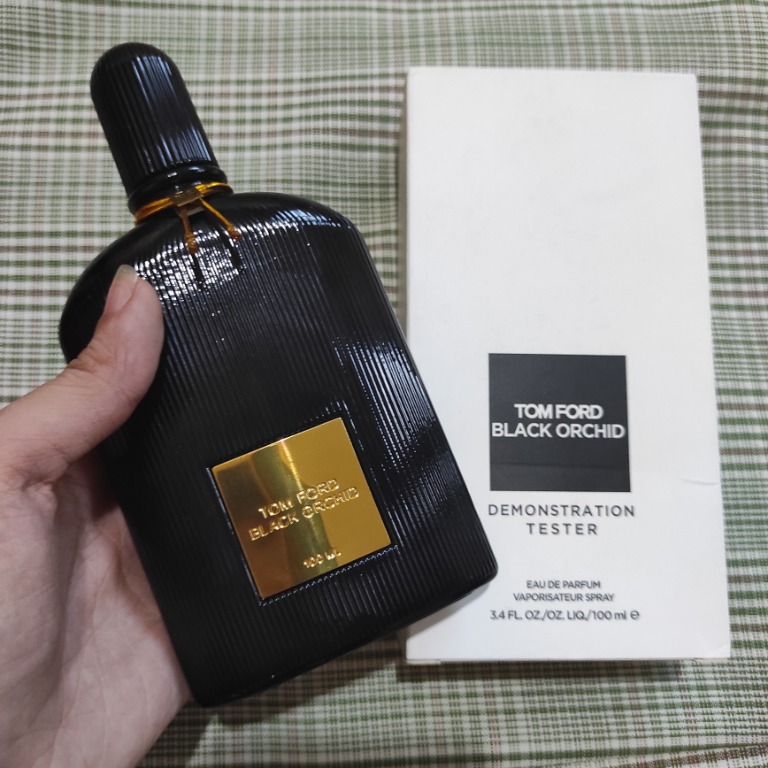 TOM FORD
BLACK ORCHID
100 ML
TOM FORD
BLACK ORCHID
DEMONSTRATION
TESTER
EAU DE PARFUM
VAPORISATEUR SPRAY
3.4 FL. OZ./OZ. LIQ./100 ml ℮